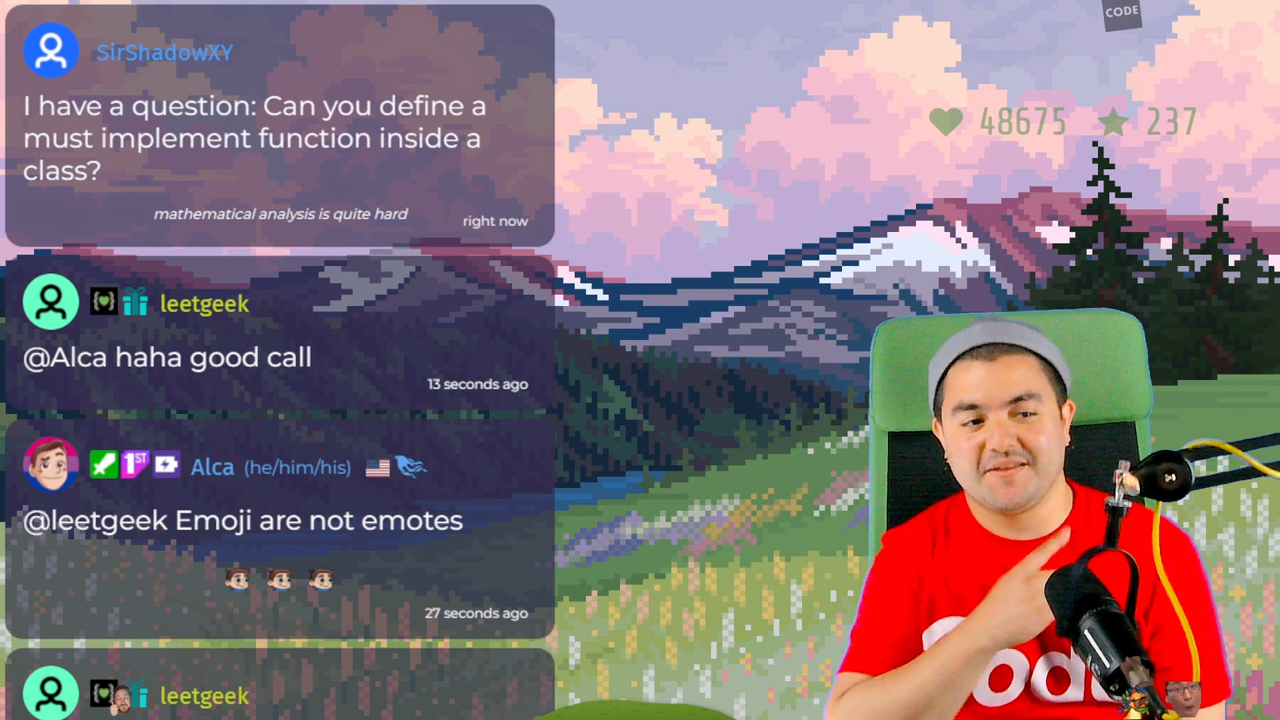 CODE
48675 237
SirShadowXY
I have a question: Can you define a
must implement function inside a
class?
mathematical analysis is quite hard
right now
leetgeek
@Alca haha good call
13 seconds ago
1ST
Alca (he/him/his)
@leetgeek Emoji are not emotes
27 seconds ago
leetgeek